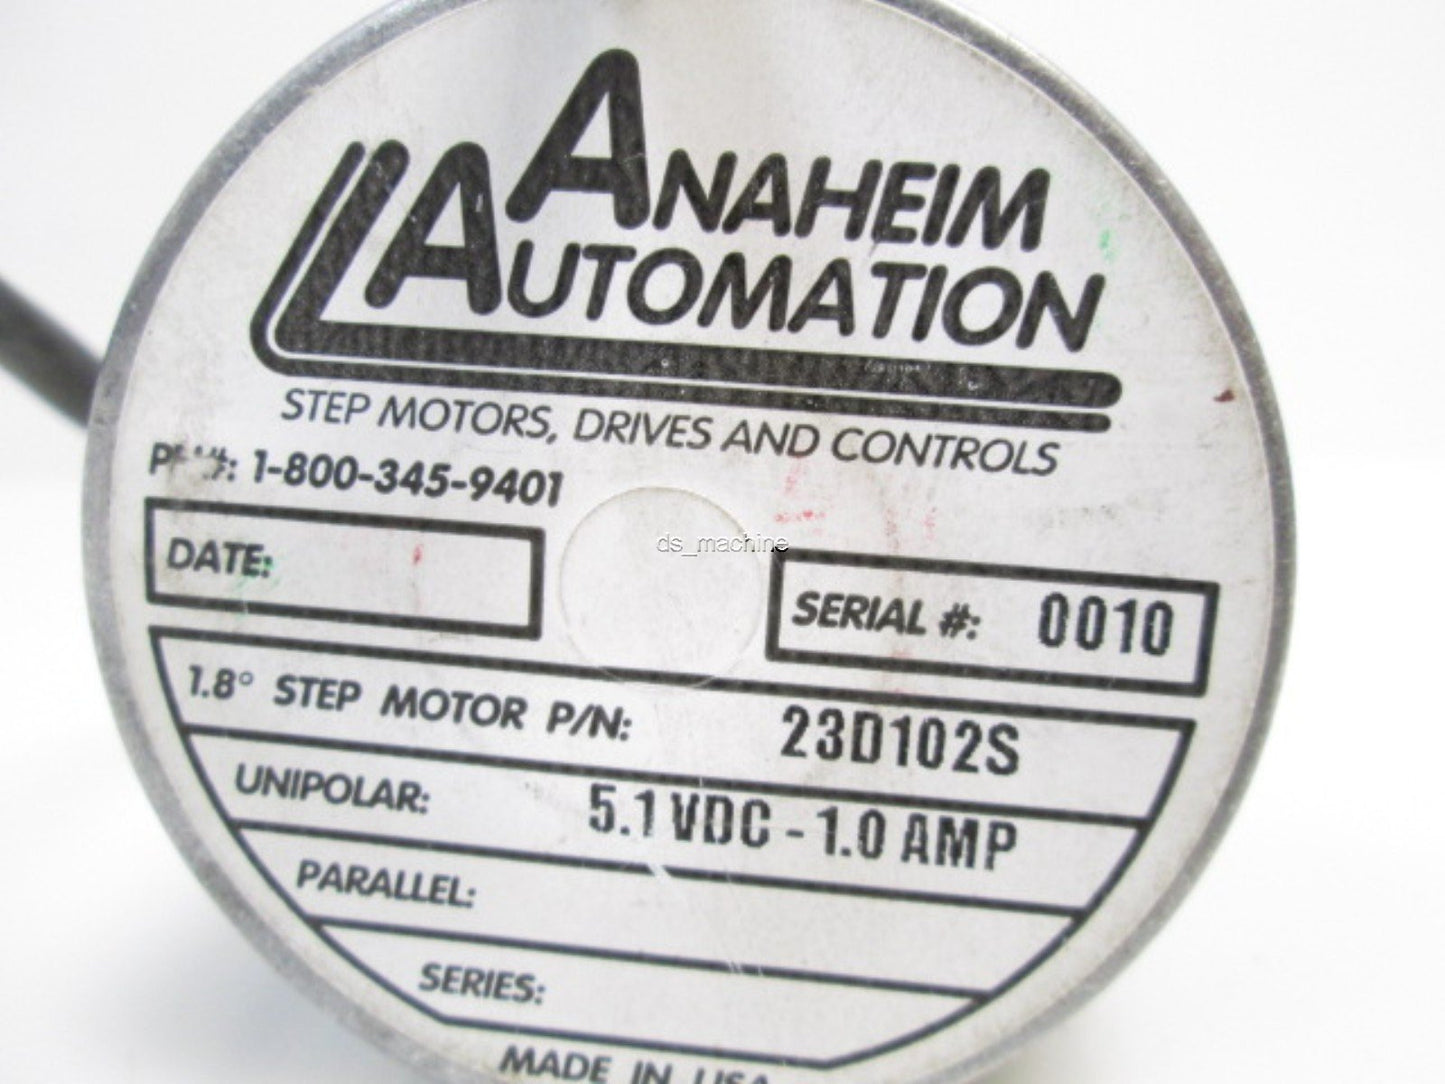 ANAHEIM
AUTOMATION
STEP MOTORS, DRIVES AND CONTROLS
1-800-345-9401
ds_machine
DATE:
SERIAL #: 0010
1.8° STEP MOTOR P/N: 23D102S
UNIPOLAR: 5.1 VDC - 1.0 AMP
PARALLEL:
SERIES:
MADE IN USA